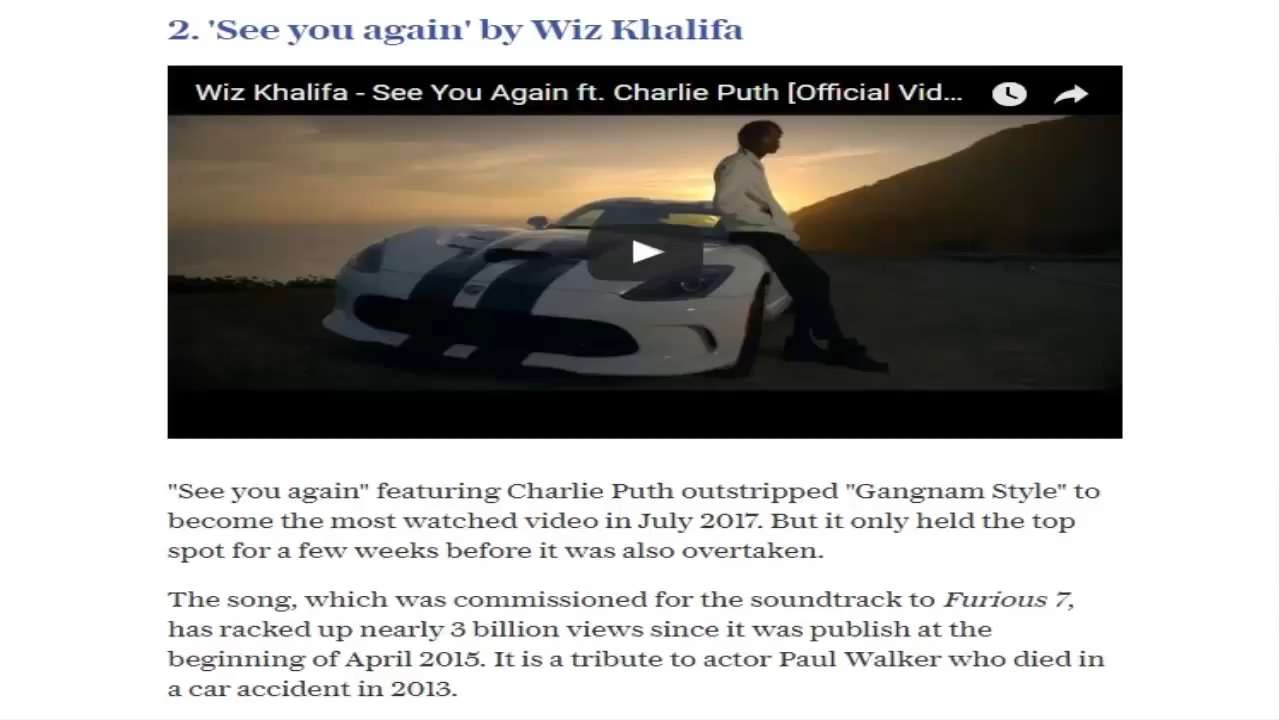 2. 'See you again' by Wiz Khalifa
Wiz Khalifa - See You Again ft. Charlie Puth [Official Vid...
"See you again" featuring Charlie Puth outstripped "Gangnam Style" to
become the most watched video in July 2017. But it only held the top
spot for a few weeks before it was also overtaken.
The song, which was commissioned for the soundtrack to Furious 7,
has racked up nearly 3 billion views since it was publish at the
beginning of April 2015. It is a tribute to actor Paul Walker who died in
a car accident in 2013.